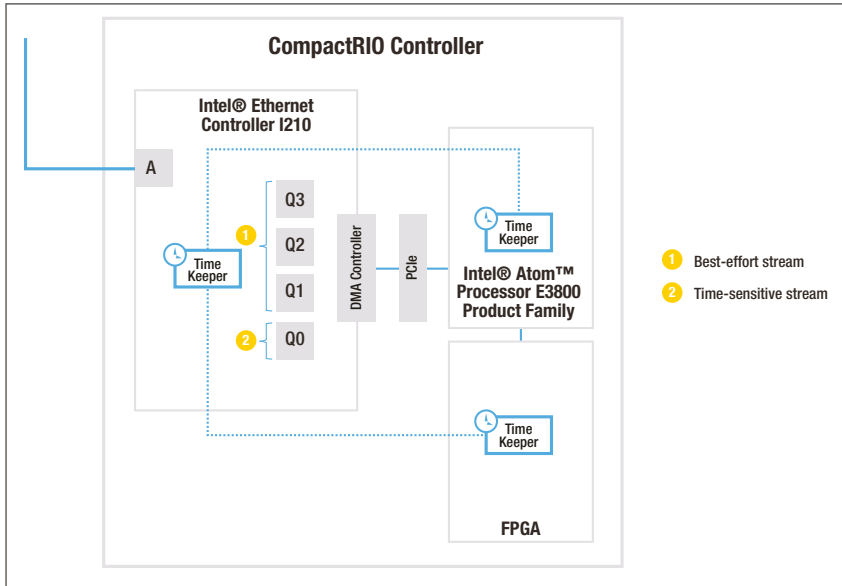 CompactRIO Controller
Intel® Ethernet
Controller I210
A
Q3
1
Q2
Time
Keeper
Q1
2
Q0
DMA Controller
PCIe
Time
Keeper
Intel® Atom™
Processor E3800
Product Family
Time
Keeper
FPGA
1 Best-effort stream
2 Time-sensitive stream